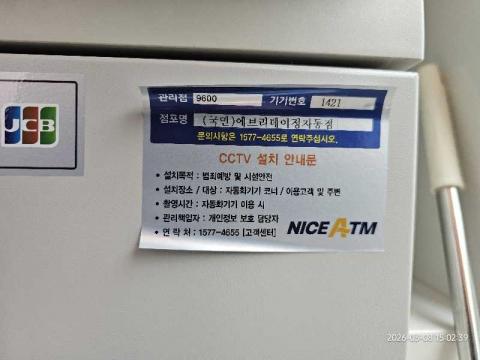 JCB
관리점 9600 기기번호 1421
점포명 (국민)에브리데이정자동점
문의사항은 1577-4655로 연락주십시오.
CCTV 설치 안내문
• 설치목적 : 범죄예방 및 시설안전
• 설치장소 / 대상 : 자동화기기 코너 / 이용고객 및 주변
• 촬영시간 : 자동화기기 이용 시
• 관리책임자 : 개인정보 보호 담당자
• 연 락 처 : 1577-4655 [고객센터]
NICE ATM
2026-03-08 15:02:39